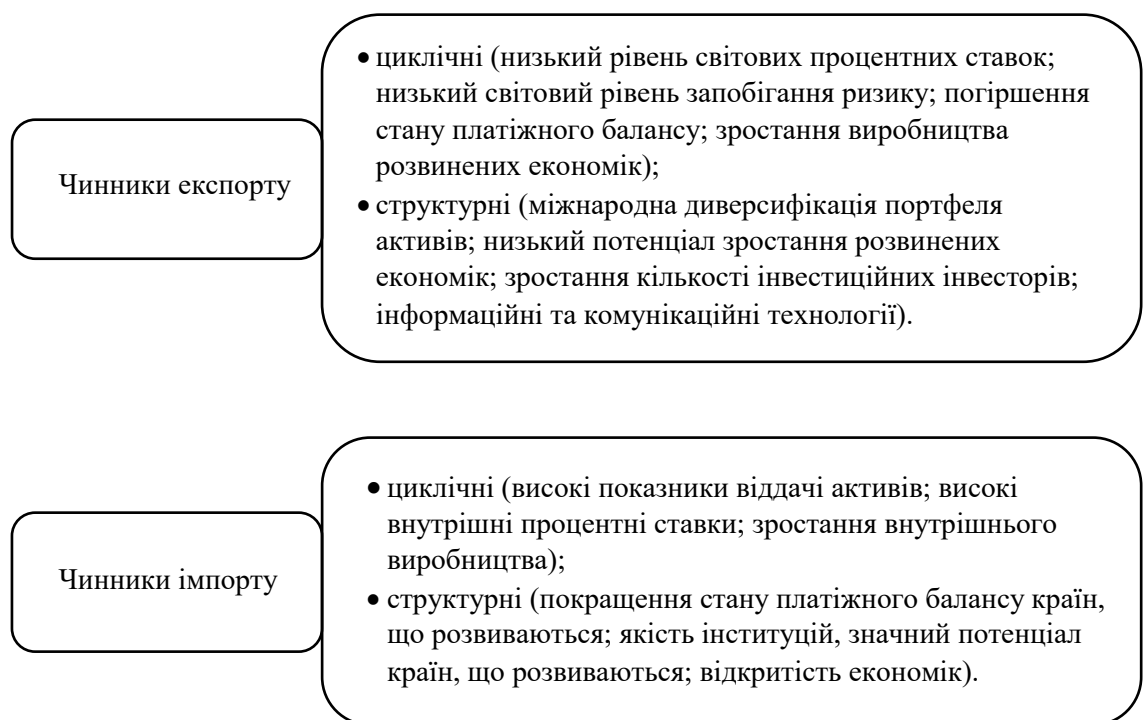 Чинники експорту
• циклічні (низький рівень світових процентних ставок;
низький світовий рівень запобігання ризику; погіршення
стану платіжного балансу; зростання виробництва
розвинених економік);
• структурні (міжнародна диверсифікація портфеля
активів; низький потенціал зростання розвинених
економік; зростання кількості інвестиційних інвесторів;
інформаційні та комунікаційні технології).
Чинники імпорту
• циклічні (високі показники віддачі активів; високі
внутрішні процентні ставки; зростання внутрішнього
виробництва);
• структурні (покращення стану платіжного балансу країн,
що розвиваються; якість інституцій, значний потенціал
країн, що розвиваються; відкритість економік).